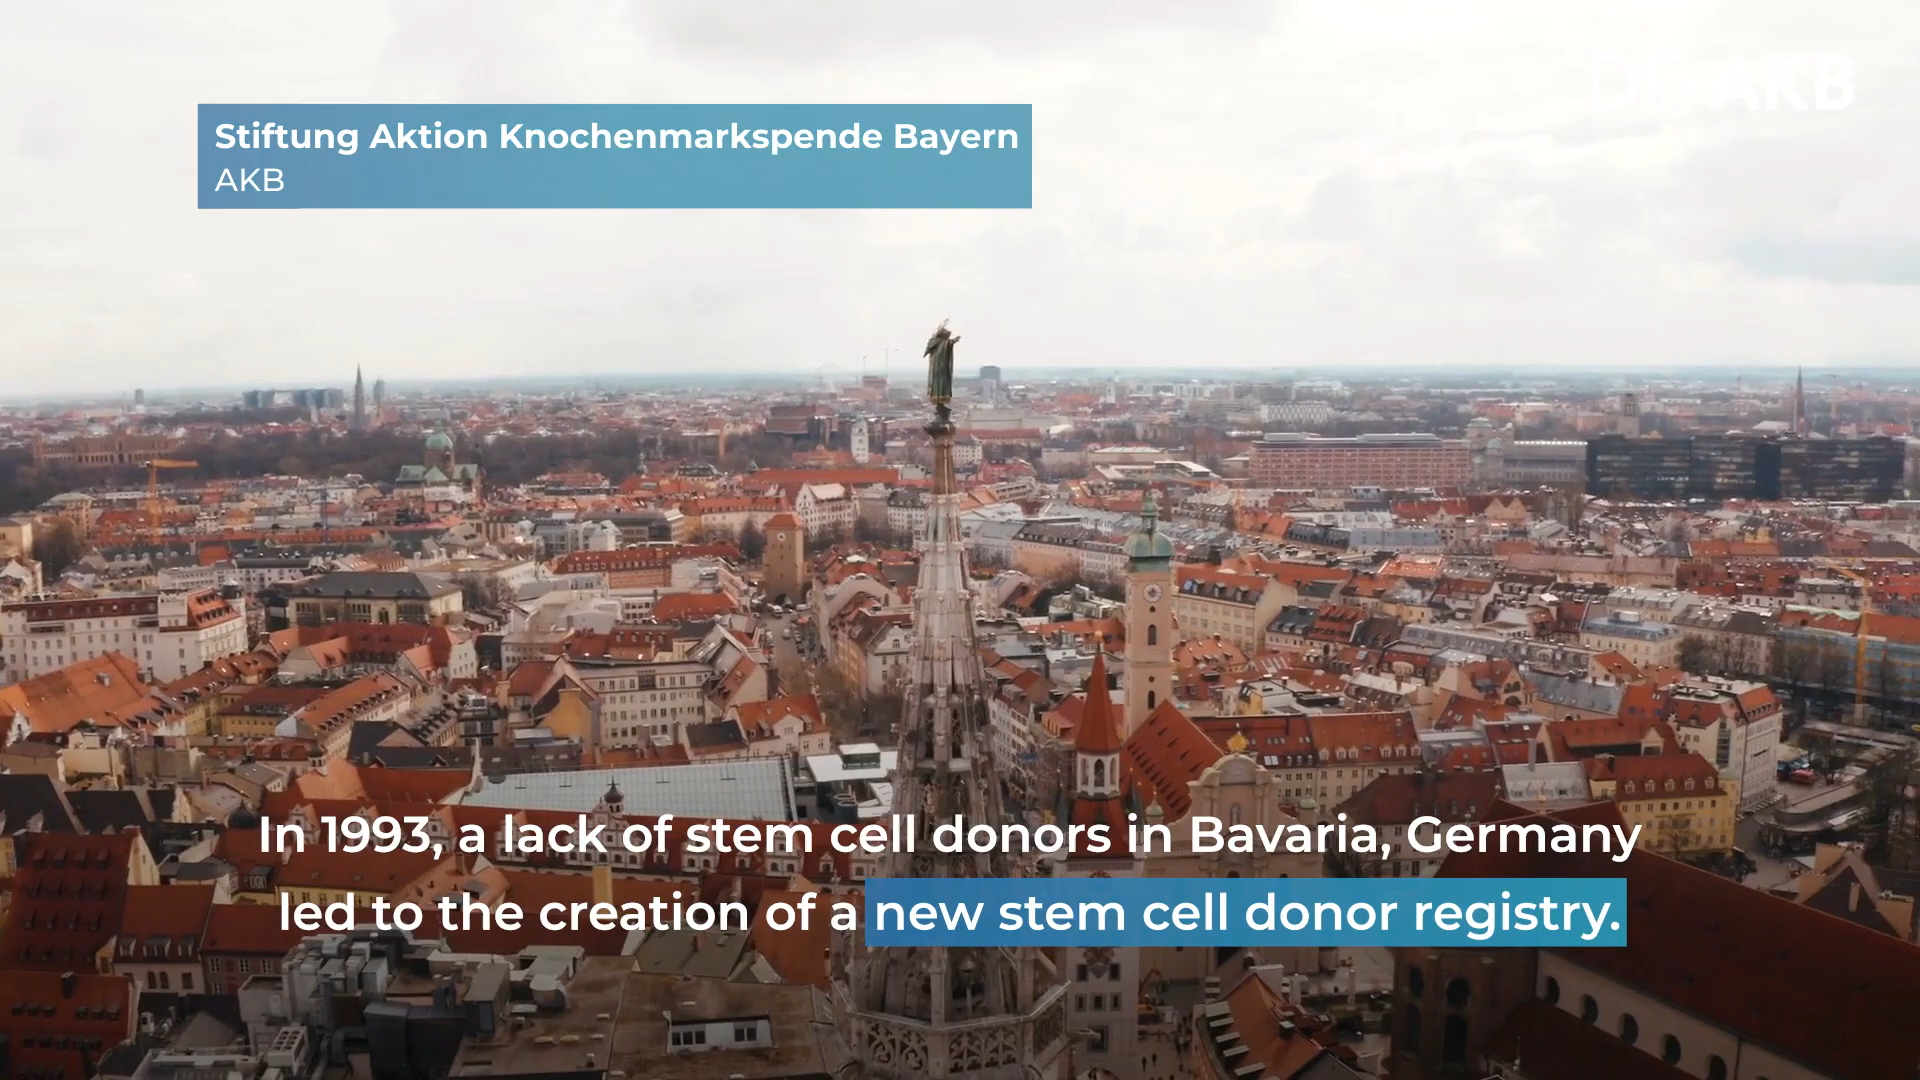 AKB
Stiftung Aktion Knochenmarkspende Bayern
AKB
In 1993, a lack of stem cell donors in Bavaria, Germany
led to the creation of a new stem cell donor registry.